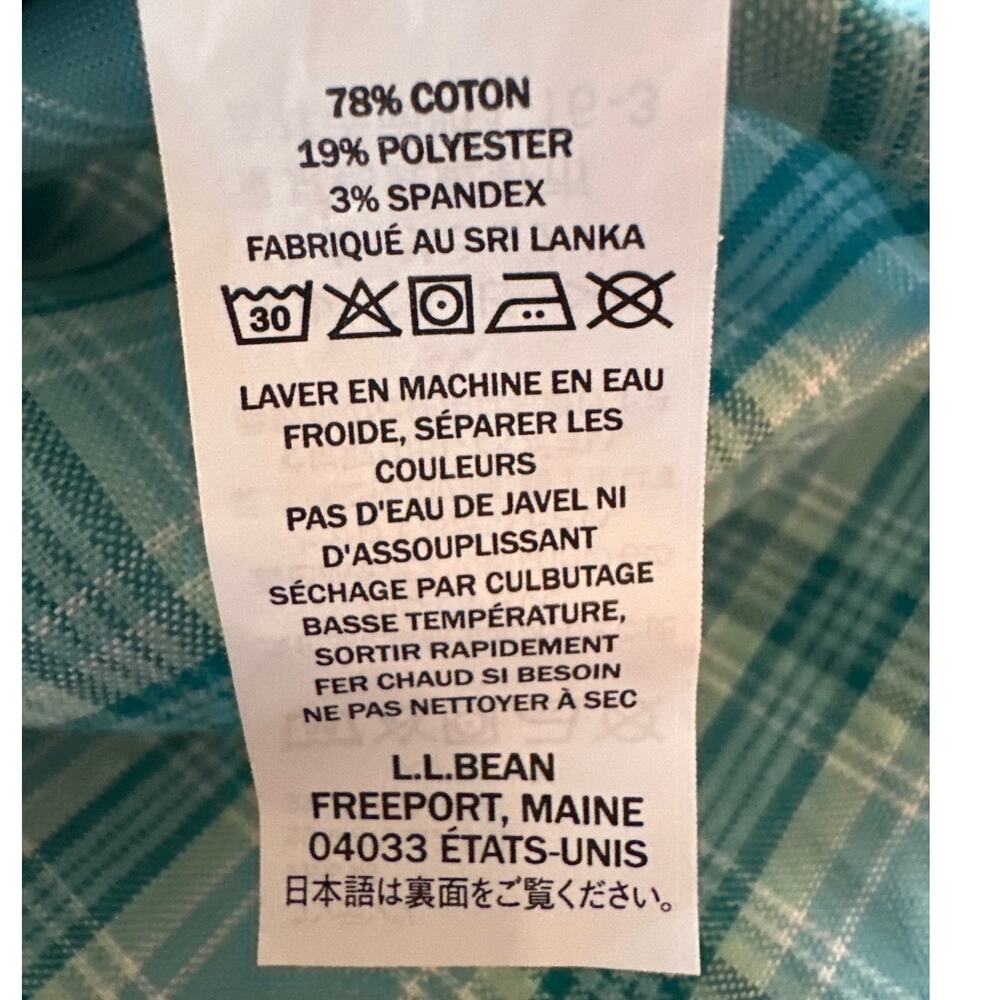 78% COTON
19% POLYESTER
3% SPANDEX
FABRIQUÉ AU SRI LANKA
30
LAVER EN MACHINE EN EAU
FROIDE, SÉPARER LES
COULEURS
PAS D'EAU DE JAVEL NI
D'ASSOUPLISSANT
SÉCHAGE PAR CULBUTAGE
BASSE TEMPÉRATURE,
SORTIR RAPIDEMENT
FER CHAUD SI BESOIN
NE PAS NETTOYER À SEC
L.L.BEAN
FREEPORT, MAINE
04033 ÉTATS-UNIS
日本語は裏面をご覧ください。